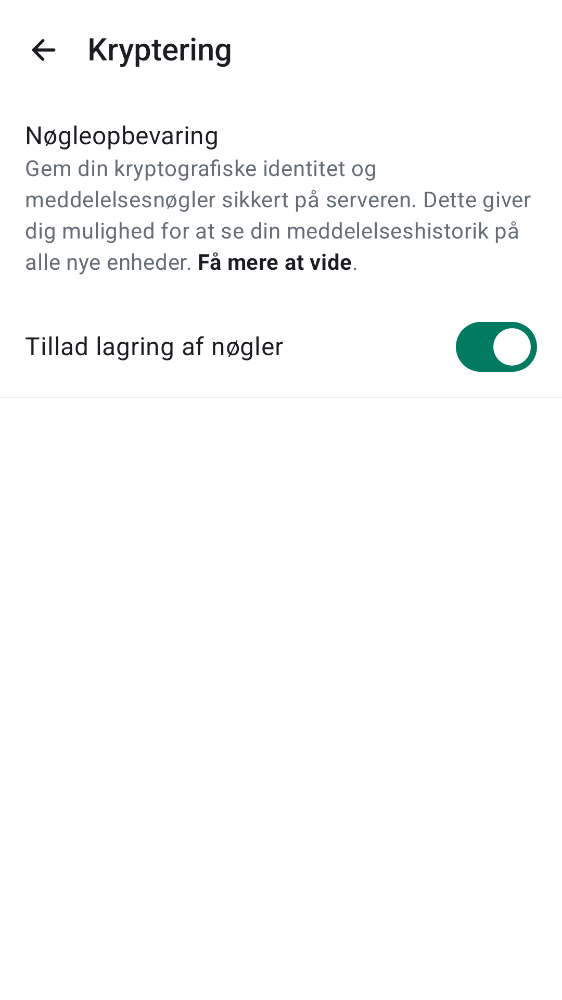 Kryptering
Nøgleopbevaring
Gem din kryptografiske identitet og
meddelelsesnøgler sikkert på serveren. Dette giver
dig mulighed for at se din meddelelseshistorik på
alle nye enheder. Få mere at vide.
Tillad lagring af nøgler